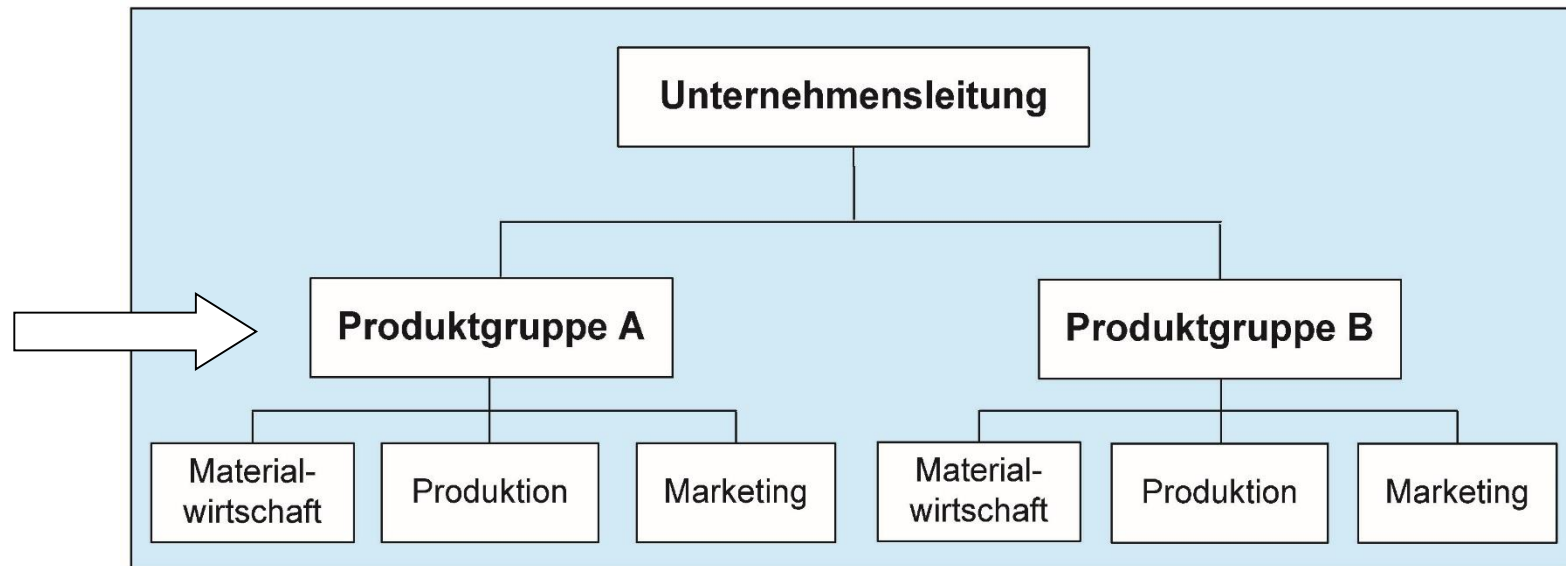 Unternehmensleitung
Produktgruppe A
Produktgruppe B
Material-
wirtschaft
Produktion
Marketing
Material-
wirtschaft
Produktion
Marketing